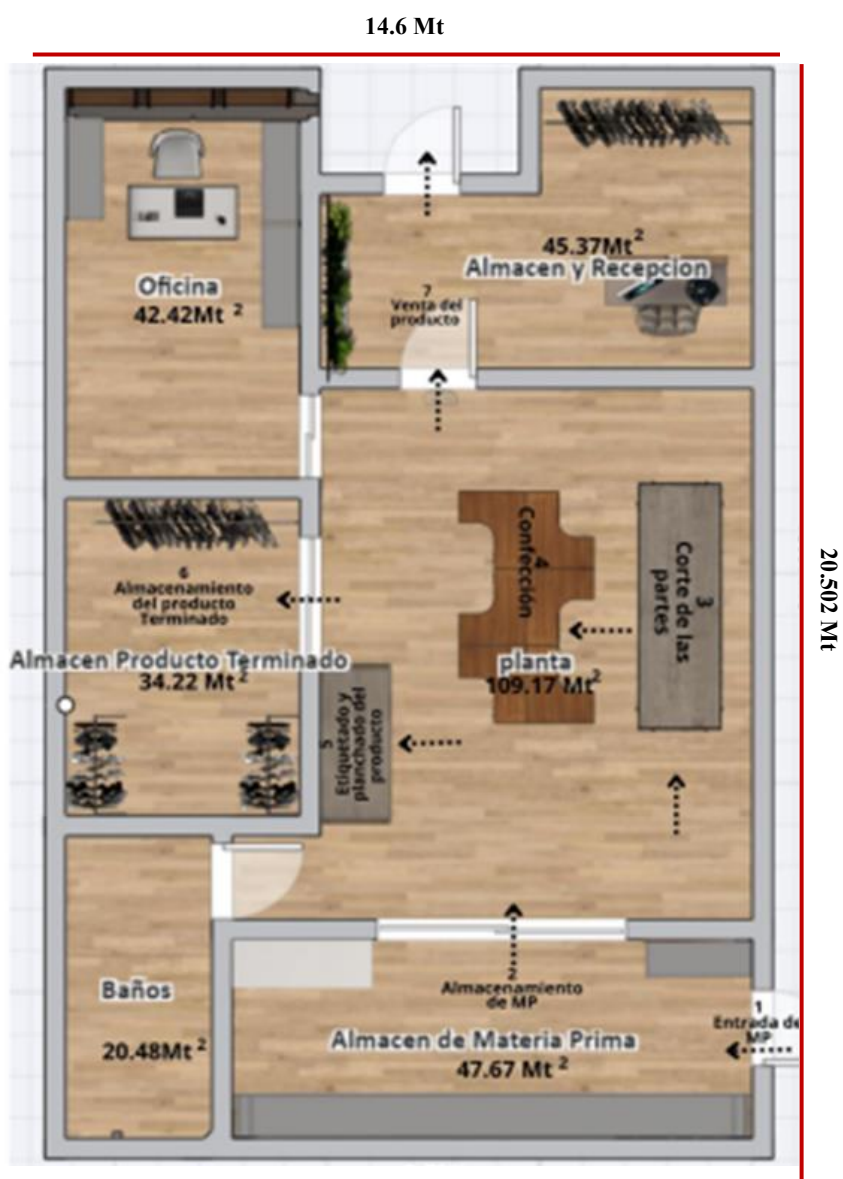 14.6 Mt
45.37Mt²
Almacen y Recepcion
Oficina
42.42Mt ²
7
Venta del
producto
4
Confección
3
Corte de las
partes
6
Almacenamiento
del producto
Terminado
Almacen Producto Terminado
34.22 Mt²
planta
109.17 Mt²
20.502 Mt
5
Etiquetado y
planchado del
producto
Baños
20.48Mt ²
2
Almacenamiento
de MP
Almacen de Materia Prima
47.67 Mt ²
1
Entrada de
MP